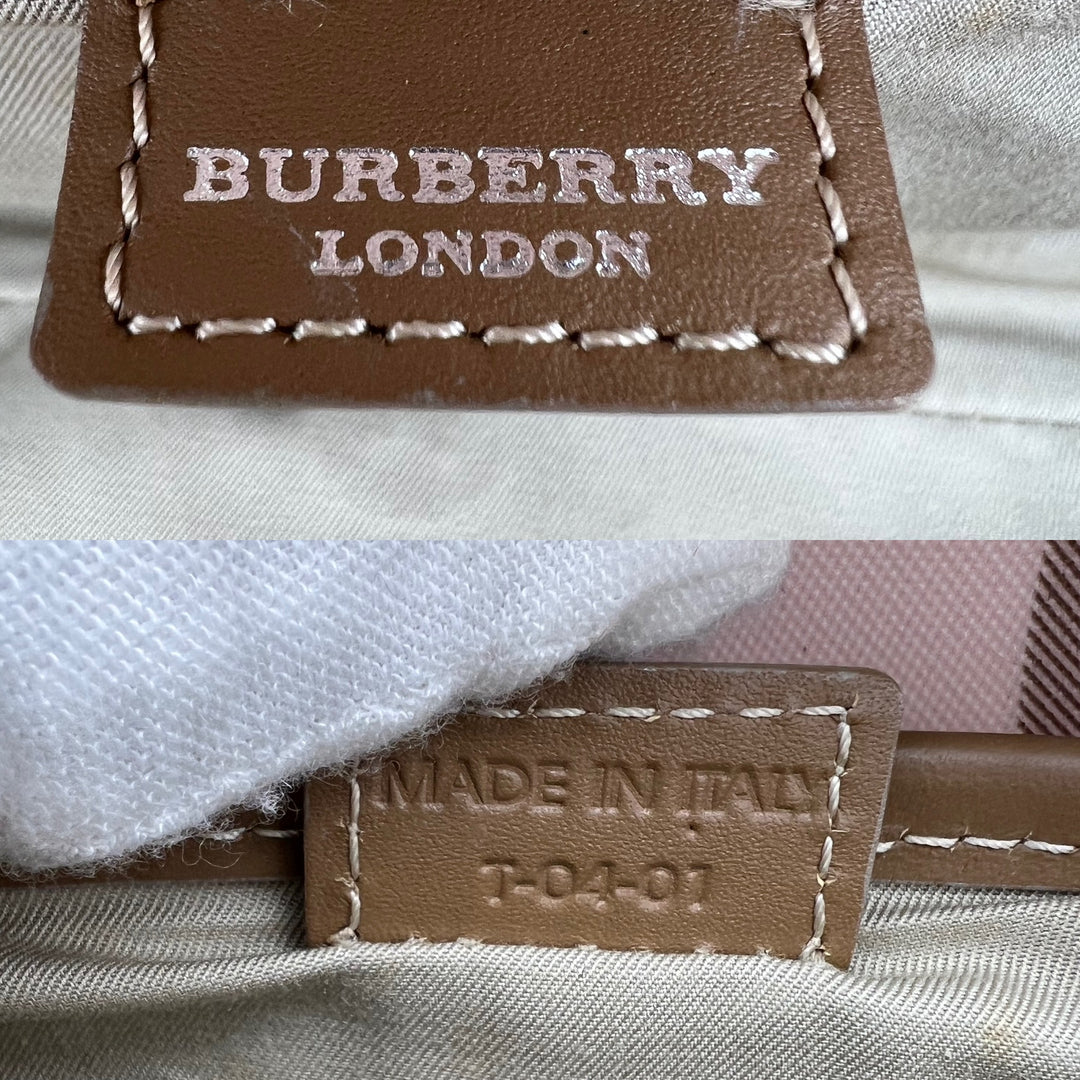 BURBERRY
LONDON
MADE IN ITALY
T-04-01